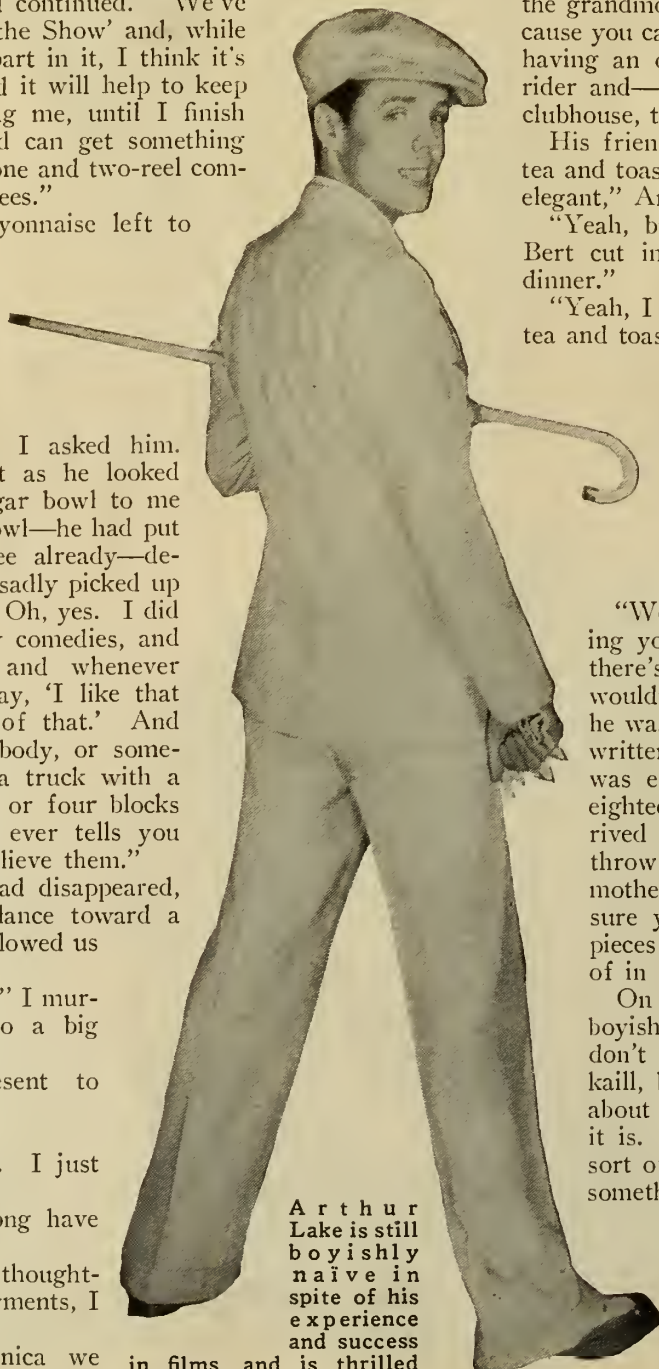 continued. "We've
the Show' and, while
part in it, I think it's
it will help to keep
me, until I finish
can get something
one and two-reel com-
ees."
yonnaise left to
I asked him.
as he looked
gar bowl to me
owl—he had put
ee already—de-
sadly picked up
Oh, yes. I did
comedies, and
and whenever
ay, 'I like that
of that.' And
body, or some-
a truck with a
or four blocks
ever tells you
lieve them."
ad disappeared,
lance toward a
lowed us
" I mur-
o a big
esent to
. I just
ong have
thought-
ments, I
nica we
Arthur
Lake is still
boyishly
naïve in
spite of his
experience
and success
in films and is thrilled
the grandmo
cause you ca
having an
rider and—
clubhouse, t
His frien
tea and toas
elegant," A
"Yeah, b
Bert cut in
dinner."
"Yeah, I
tea and toas
"W
ing yo
there's
would
he wa
written
was e
eightee
rived
throw
mothe
sure y
pieces
of in
On
boyish
don't
kaill,
about
it is.
sort o
someth